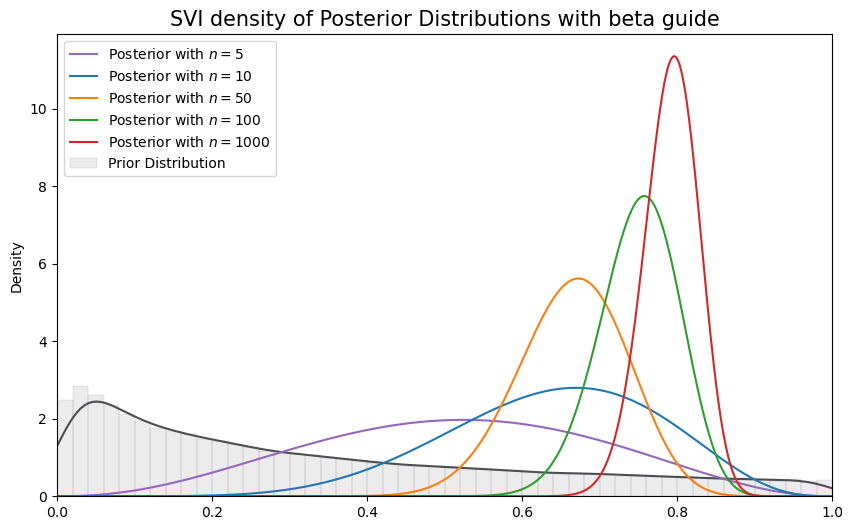 SVI density of Posterior Distributions with beta guide
Posterior with n = 5
Posterior with n = 10
Posterior with n = 50
Posterior with n = 100
Posterior with n = 1000
Prior Distribution
Density
10
8
6
4
2
0
0.0 0.2 0.4 0.6 0.8 1.0